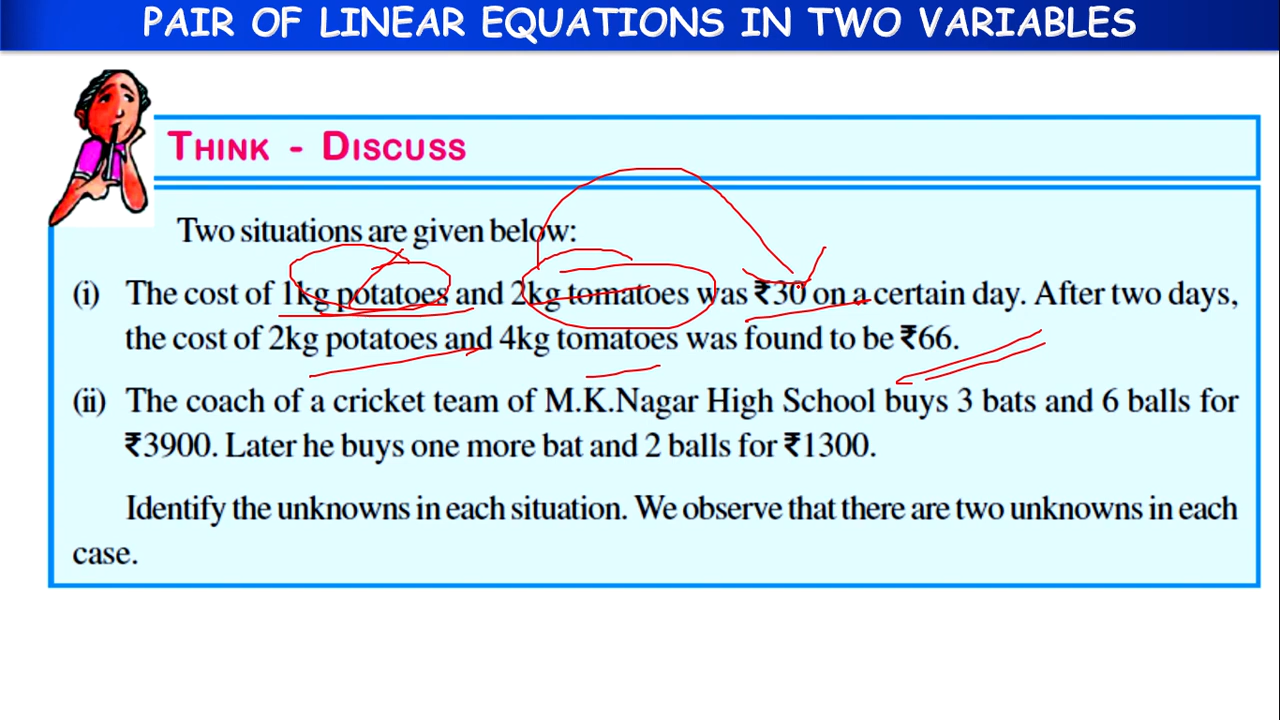 PAIR OF LINEAR EQUATIONS IN TWO VARIABLES
THINK - DISCUSS
Two situations are given below:
(i) The cost of 1kg potatoes and 2kg tomatoes was ₹30 on a certain day. After two days,
the cost of 2kg potatoes and 4kg tomatoes was found to be ₹66.
(ii) The coach of a cricket team of M.K.Nagar High School buys 3 bats and 6 balls for
₹3900. Later he buys one more bat and 2 balls for ₹1300.
Identify the unknowns in each situation. We observe that there are two unknowns in each
case.